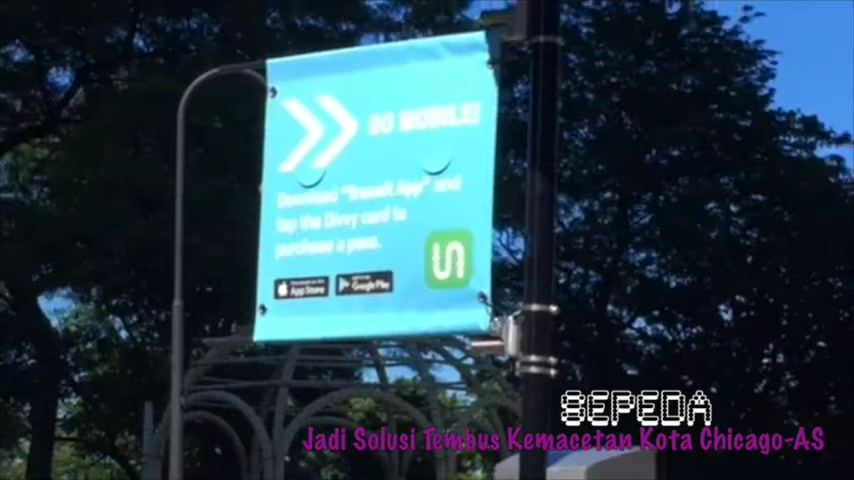 GO MOBILE!
Download "Transit App" and
tap the Divvy card to
purchase a pass.
App Store
Google Play
SEPEDA
Jadi Solusi Tembus Kemacetan Kota Chicago-AS